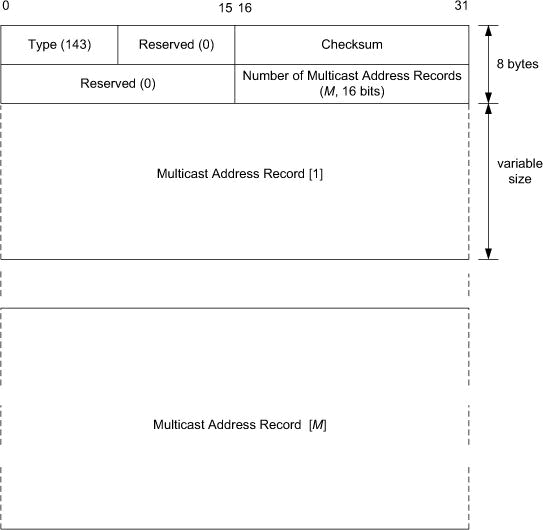 0 15 16 31
Type (143) Reserved (0) Checksum
8 bytes
Reserved (0) Number of Multicast Address Records
(M, 16 bits)
Multicast Address Record [1]
variable
size
Multicast Address Record [M]